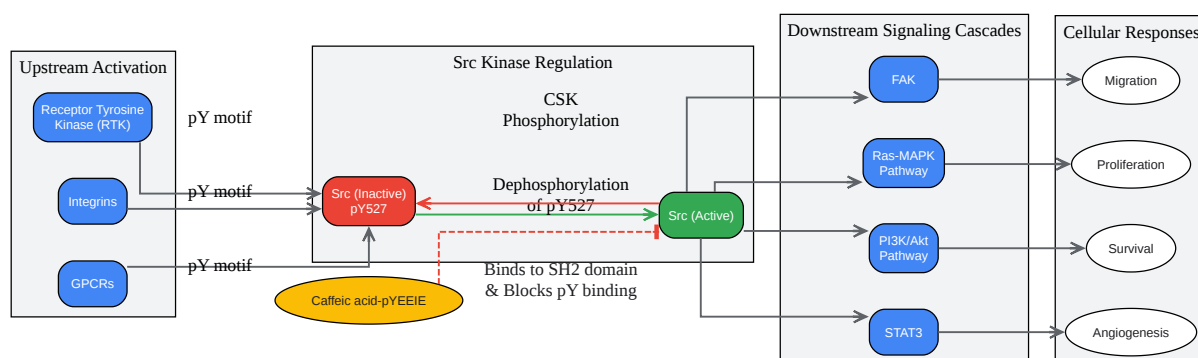 Upstream Activation
Receptor Tyrosine
Kinase (RTK)
Integrins
GPCRs
pY motif
pY motif
pY motif
Src Kinase Regulation
CSK
Phosphorylation
Src (Inactive)
pY527
Dephosphorylation
of pY527
Src (Active)
Caffeic acid-pYEEIE
Binds to SH2 domain
& Blocks pY binding
Downstream Signaling Cascades
FAK
Ras-MAPK
Pathway
PI3K/Akt
Pathway
STAT3
Cellular Responses
Migration
Proliferation
Survival
Angiogenesis